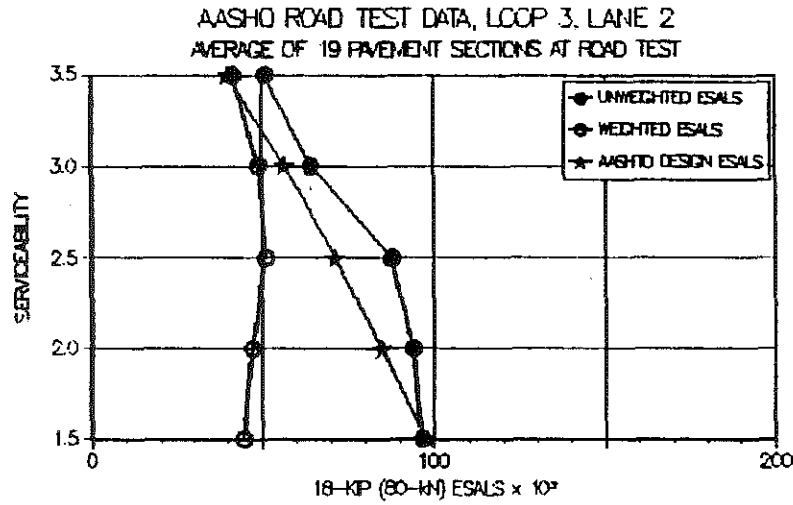 AASHO ROAD TEST DATA, LOOP 3, LANE 2
AVERAGE OF 19 PAVEMENT SECTIONS AT ROAD TEST
3.5
UNWEIGHTED ESALS
WEIGHTED ESALS
AASHTO DESIGN ESALS
3.0
SERVICEABILITY
2.5
2.0
1.5
0 100 200
18-KIP (80-kN) ESALS x 10³